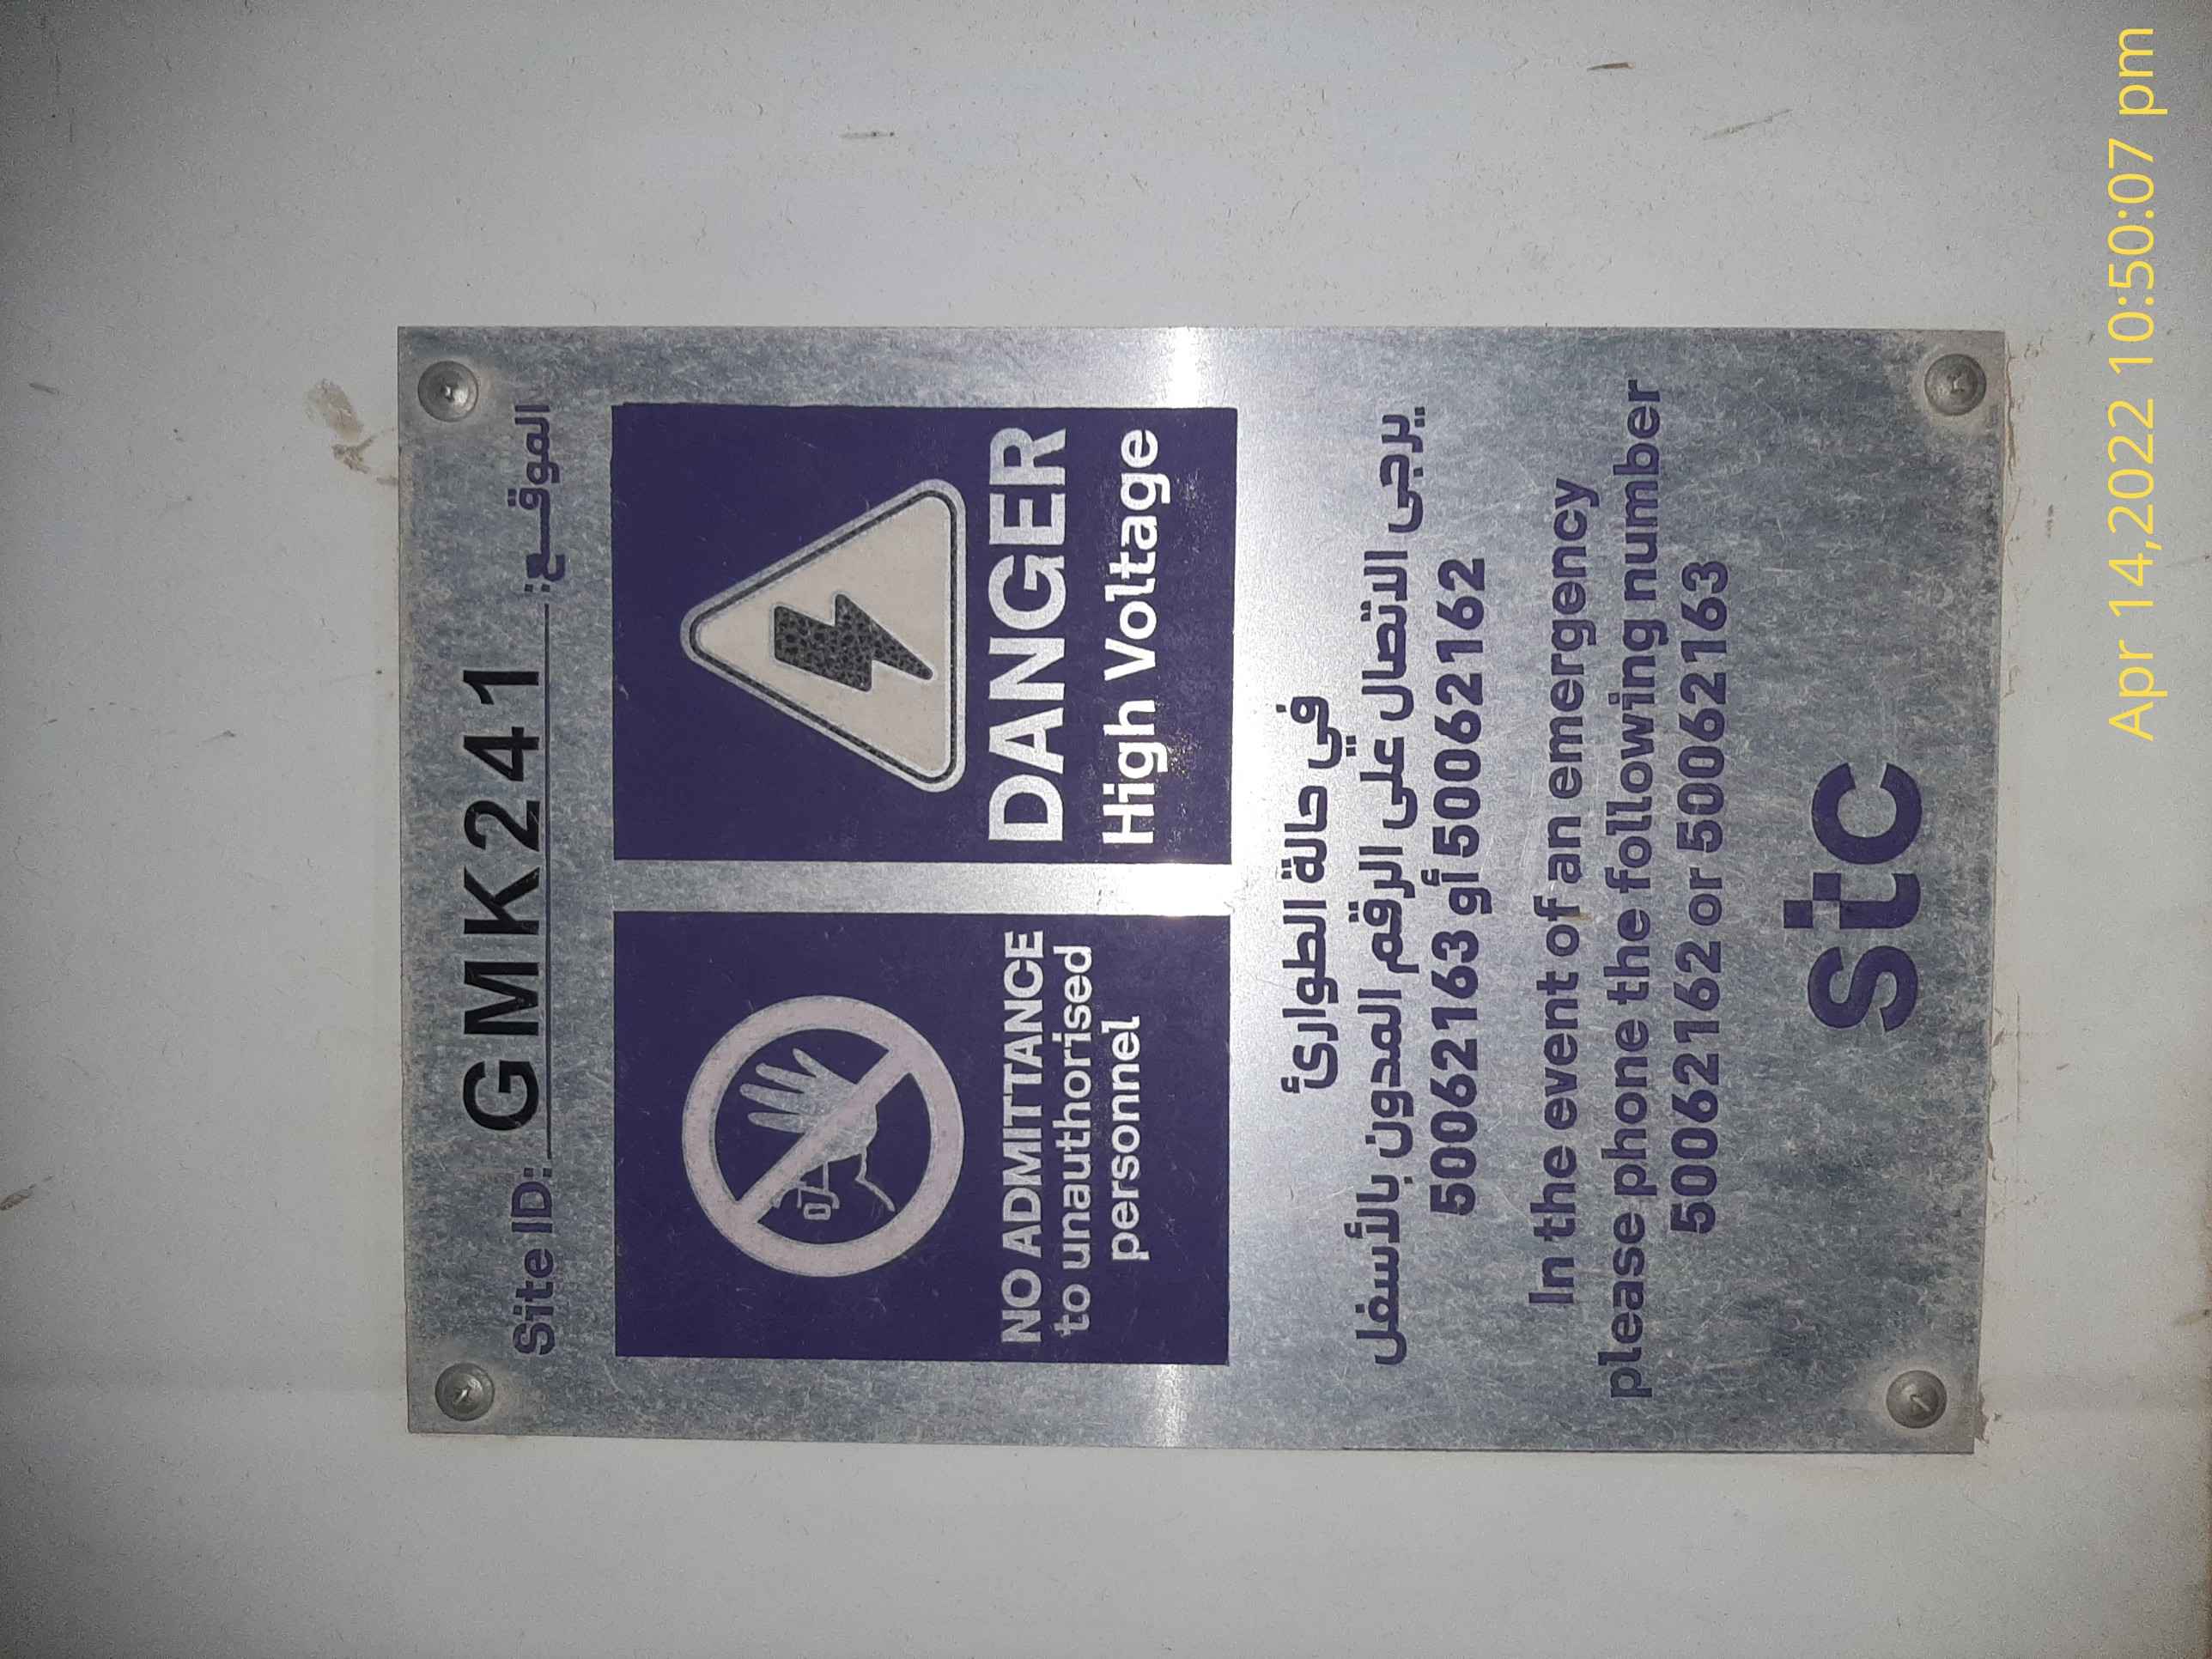 Site ID: GMK241 الموقـــع:
NO ADMITTANCE
to unauthorised
personnel
DANGER
High Voltage
في حالة الطوارئ
يرجى الاتصال على الرقم المدون بالأسفل
50062163 أو 50062162
In the event of an emergency
please phone the following number
50062162 or 50062163
stc
Apr 14,2022 10:50:07 pm